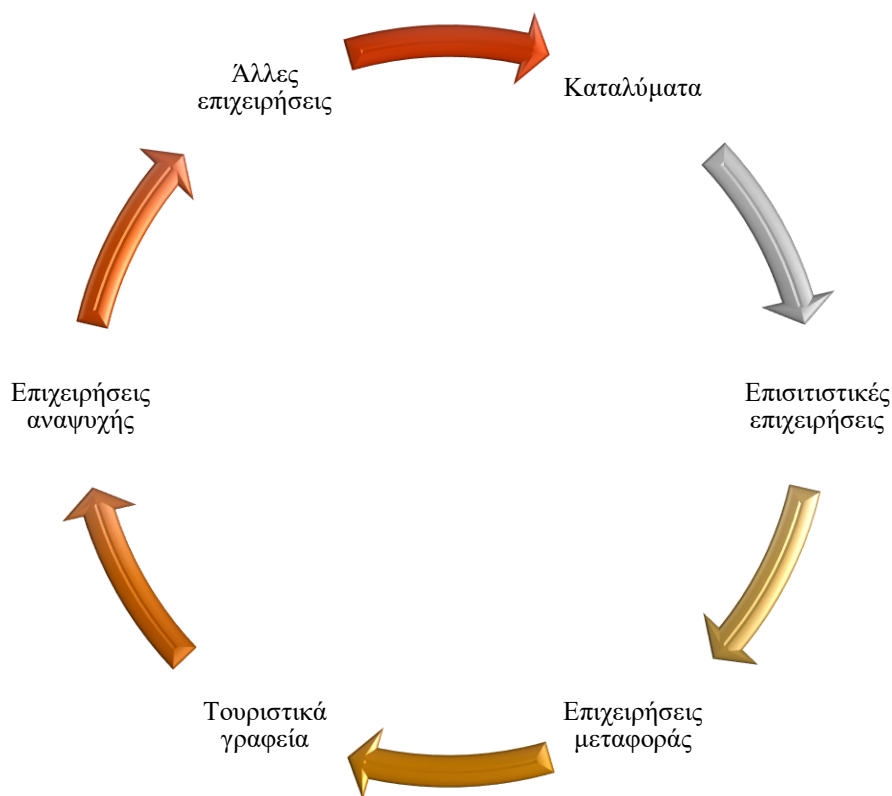 Άλλες
επιχειρήσεις
Καταλύματα
Επισιτιστικές
επιχειρήσεις
Επιχειρήσεις
μεταφοράς
Τουριστικά
γραφεία
Επιχειρήσεις
αναψυχής